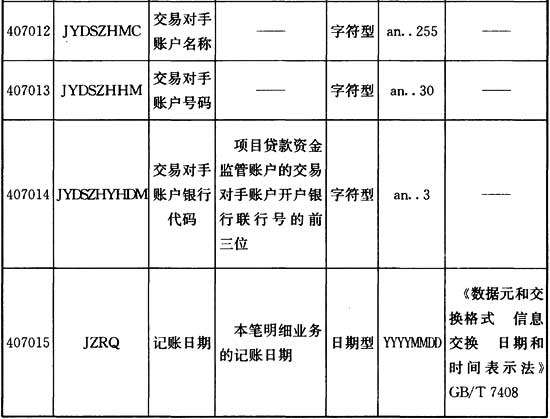 407012 JYDSZHMC 交易对手账户名称 —— 字符型 an..255 ——
407013 JYDSZHHM 交易对手账户号码 —— 字符型 an..30 ——
407014 JYDSZHYHDM 交易对手账户银行代码 项目贷款资金监管账户的交易对手账户开户银行联行号的前三位 字符型 an..3 ——
407015 JZRQ 记账日期 本笔明细业务的记账日期 日期型 YYYYMMDD 《数据元和交换格式 信息交换 日期和时间表示法》GB/T 7408